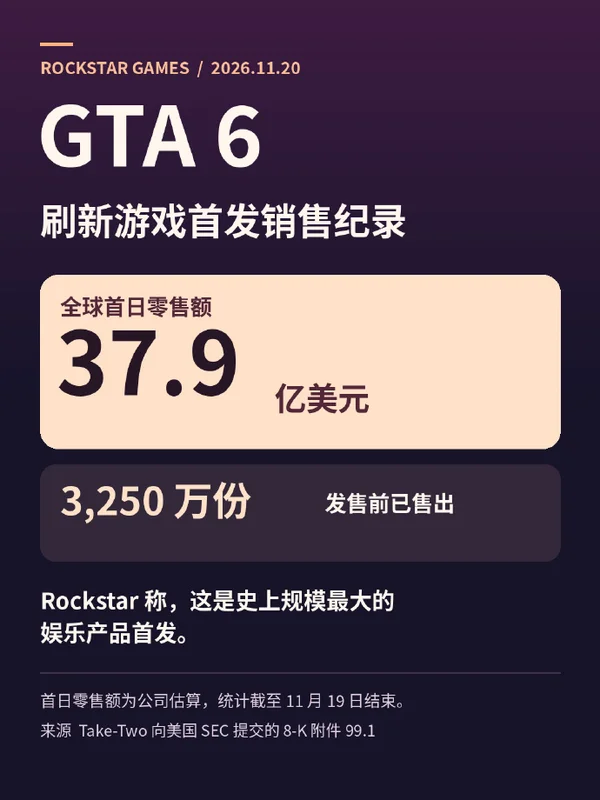 ROCKSTAR GAMES / 2026.11.20
GTA 6
刷新游戏首发销售纪录
全球首日零售额
37.9 亿美元
3,250 万份 发售前已售出
Rockstar 称，这是史上规模最大的
娱乐产品首发。
首日零售额为公司估算，统计截至 11 月 19 日结束。
来源 Take-Two 向美国 SEC 提交的 8-K 附件 99.1